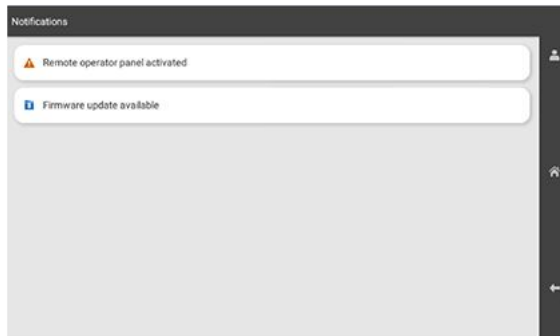 Notifications
Remote operator panel activated
Firmware update available